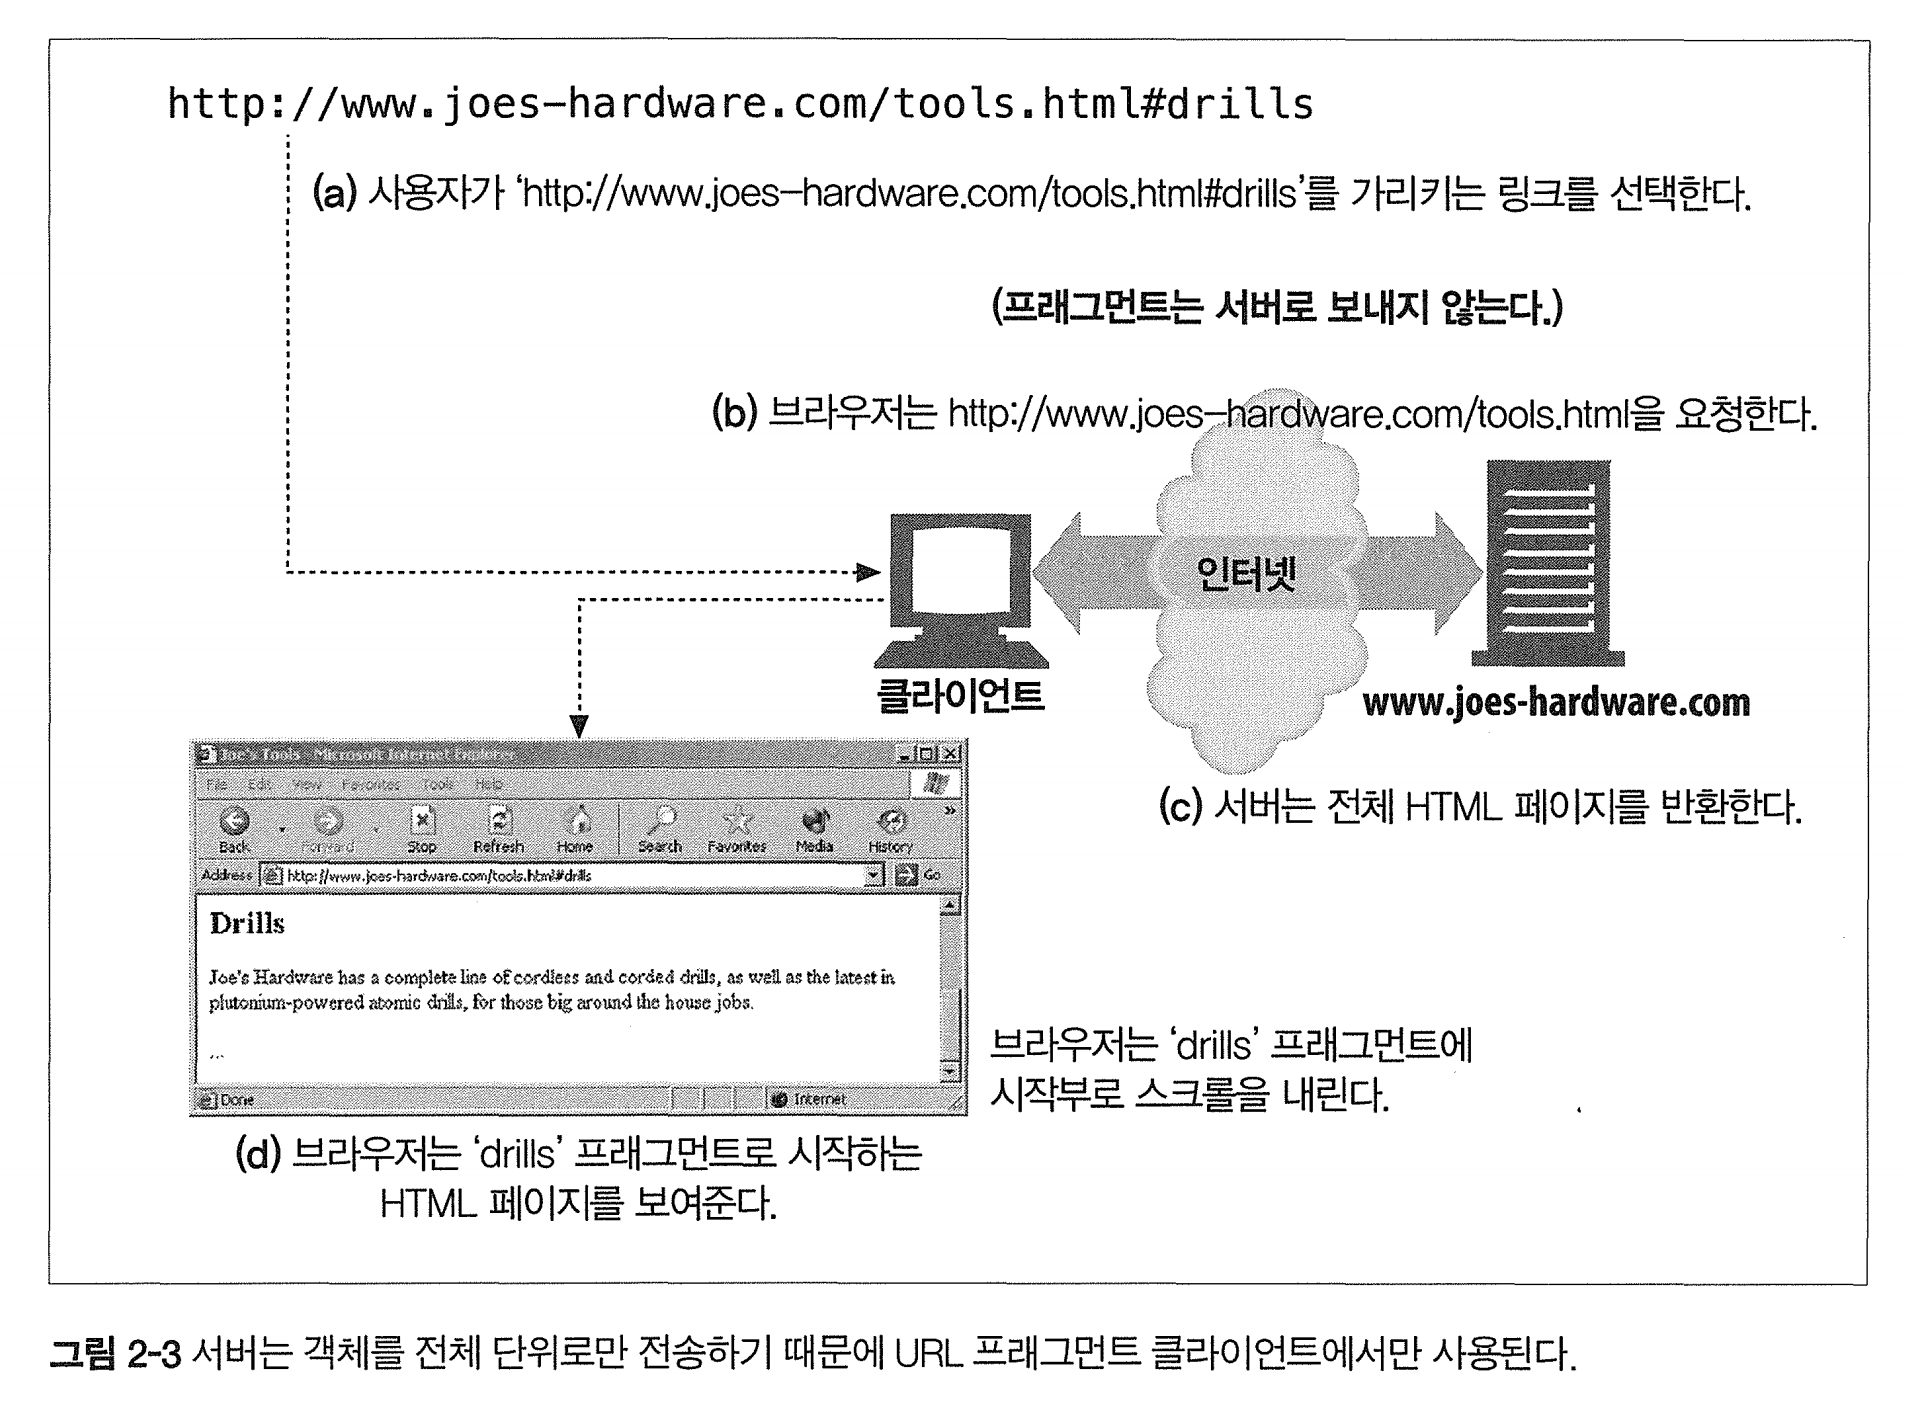 http://www.joes-hardware.com/tools.html#drills
(a) 사용자가 ‘http://www.joes-hardware.com/tools.html#drills’를 가리키는 링크를 선택한다.
(프래그먼트는 서버로 보내지 않는다.)
(b) 브라우저는 http://www.joes-hardware.com/tools.html을 요청한다.
인터넷
클라이언트
www.joes-hardware.com
(c) 서버는 전체 HTML 페이지를 반환한다.
Joe's Tools - Microsoft Internet Explorer
File Edit View Favorites Tools Help
Back Forward Stop Refresh Home Search Favorites Media History »
Address http://www.joes-hardware.com/tools.html#drills Go
Drills
Joe's Hardware has a complete line of cordless and corded drills, as well as the latest in
plutonium-powered atomic drills, for those big around the house jobs.
...
Done Internet
브라우저는 ‘drills’ 프래그먼트에
시작부로 스크롤을 내린다.
(d) 브라우저는 ‘drills’ 프래그먼트로 시작하는
HTML 페이지를 보여준다.
그림 2-3 서버는 객체를 전체 단위로만 전송하기 때문에 URL 프래그먼트 클라이언트에서만 사용된다.